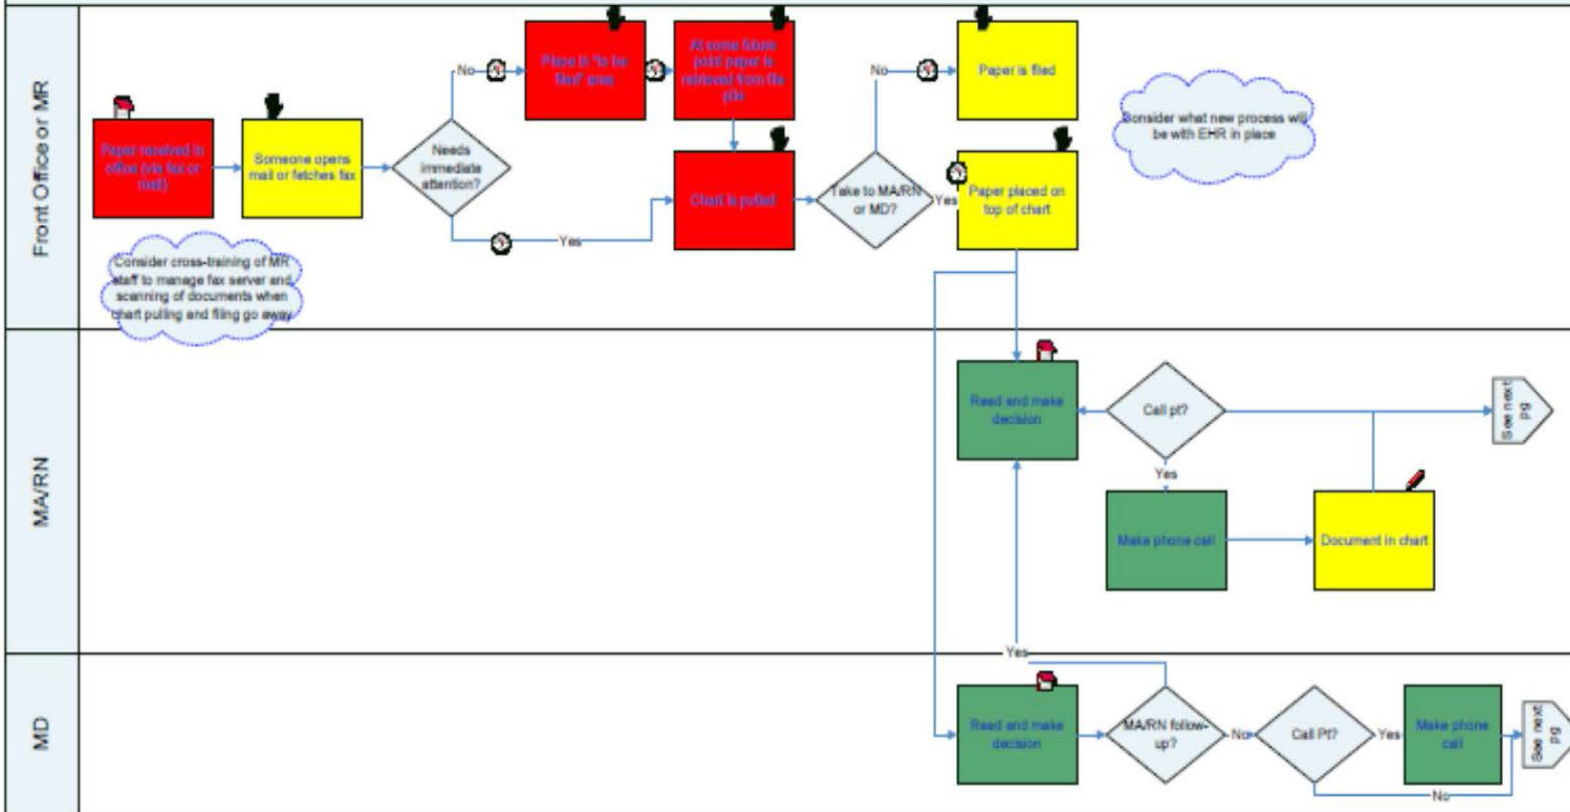 Front Office or MR
Paper received in
office (via fax or
mail)
Someone opens
mail or fetches fax
Needs
immediate
attention?
No
Yes
Place in "to be
filed" area
At some future
point paper is
retrieved from file
pile
Chart is pulled
Take to MA/RN
or MD?
No
Yes
Paper is filed
Paper placed on
top of chart
Consider what new process will
be with EHR in place
Consider cross-training of MR
staff to manage fax server and
scanning of documents when
chart pulling and filing go away
MA/RN
Read and make
decision
Call pt?
Yes
See next
pg
Make phone call
Document in chart
MD
Yes
Read and make
decision
MA/RN follow-
up?
No
Call Pt?
Yes
Make phone
call
No
See next
pg